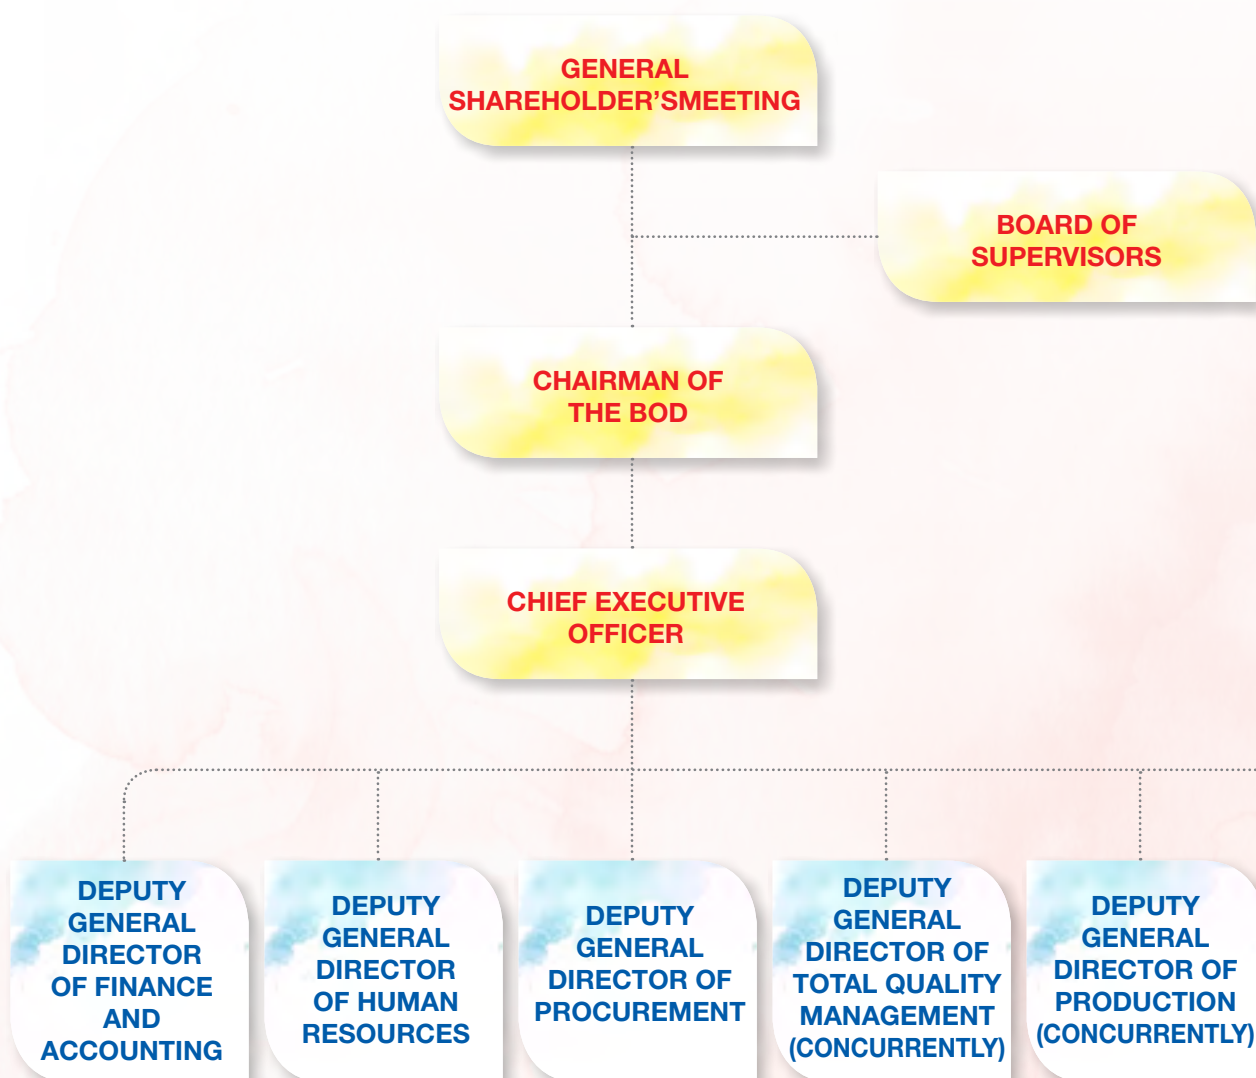 GENERAL
SHAREHOLDER'SMEETING
BOARD OF
SUPERVISORS
CHAIRMAN OF
THE BOD
CHIEF EXECUTIVE
OFFICER
DEPUTY
GENERAL
DIRECTOR
OF FINANCE
AND
ACCOUNTING
DEPUTY
GENERAL
DIRECTOR
OF HUMAN
RESOURCES
DEPUTY
GENERAL
DIRECTOR OF
PROCUREMENT
DEPUTY
GENERAL
DIRECTOR OF
TOTAL QUALITY
MANAGEMENT
(CONCURRENTLY)
DEPUTY
GENERAL
DIRECTOR OF
PRODUCTION
(CONCURRENTLY)